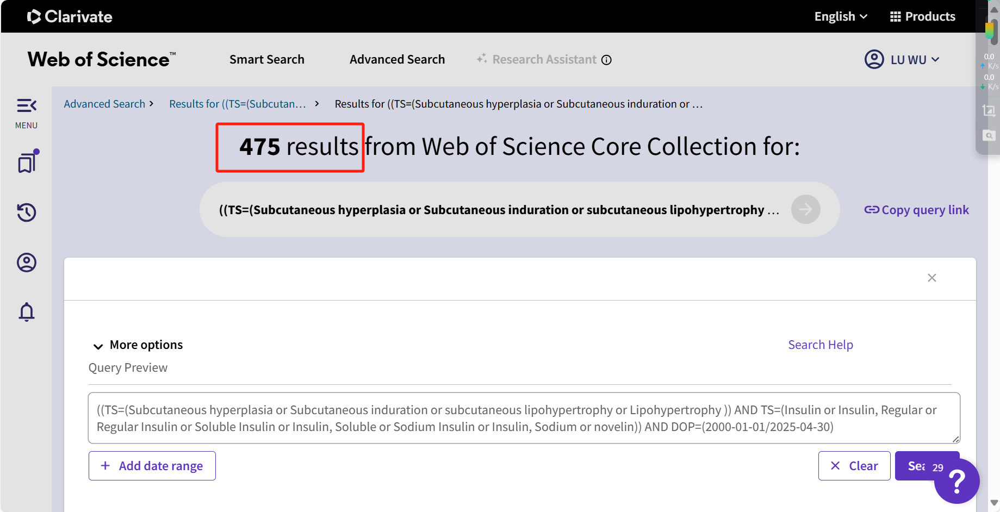 Clarivate
English
Products
0.0
K/s
0.0
K/s
Web of Science™
Smart Search
Advanced Search
Research Assistant
LU WU
MENU
Advanced Search
Results for ((TS=(Subcutan…
Results for ((TS=(Subcutaneous hyperplasia or Subcutaneous induration or …
475 results from Web of Science Core Collection for:
((TS=(Subcutaneous hyperplasia or Subcutaneous induration or subcutaneous lipohypertrophy …
Copy query link
More options
Search Help
Query Preview
((TS=(Subcutaneous hyperplasia or Subcutaneous induration or subcutaneous lipohypertrophy or Lipohypertrophy )) AND TS=(Insulin or Insulin, Regular or
Regular Insulin or Soluble Insulin or Insulin, Soluble or Sodium Insulin or Insulin, Sodium or novelin)) AND DOP=(2000-01-01/2025-04-30)
+ Add date range
× Clear
Sea
29
?